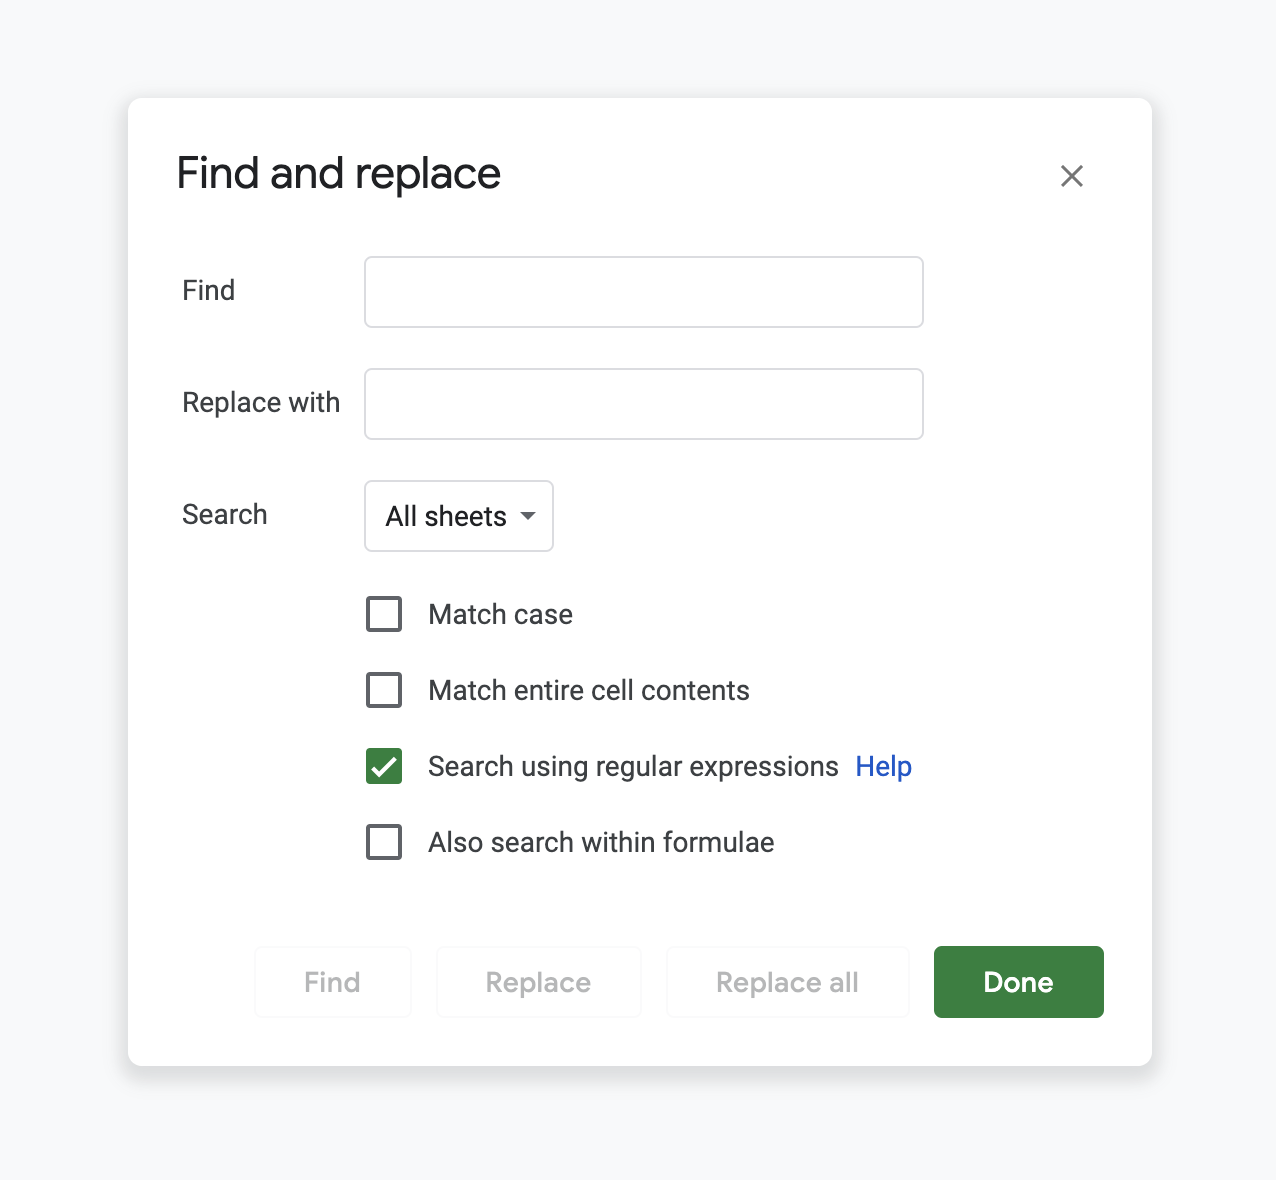 Find and replace
Find
Replace with
Search
All sheets
Match case
Match entire cell contents
Search using regular expressions Help
Also search within formulae
Find Replace Replace all Done